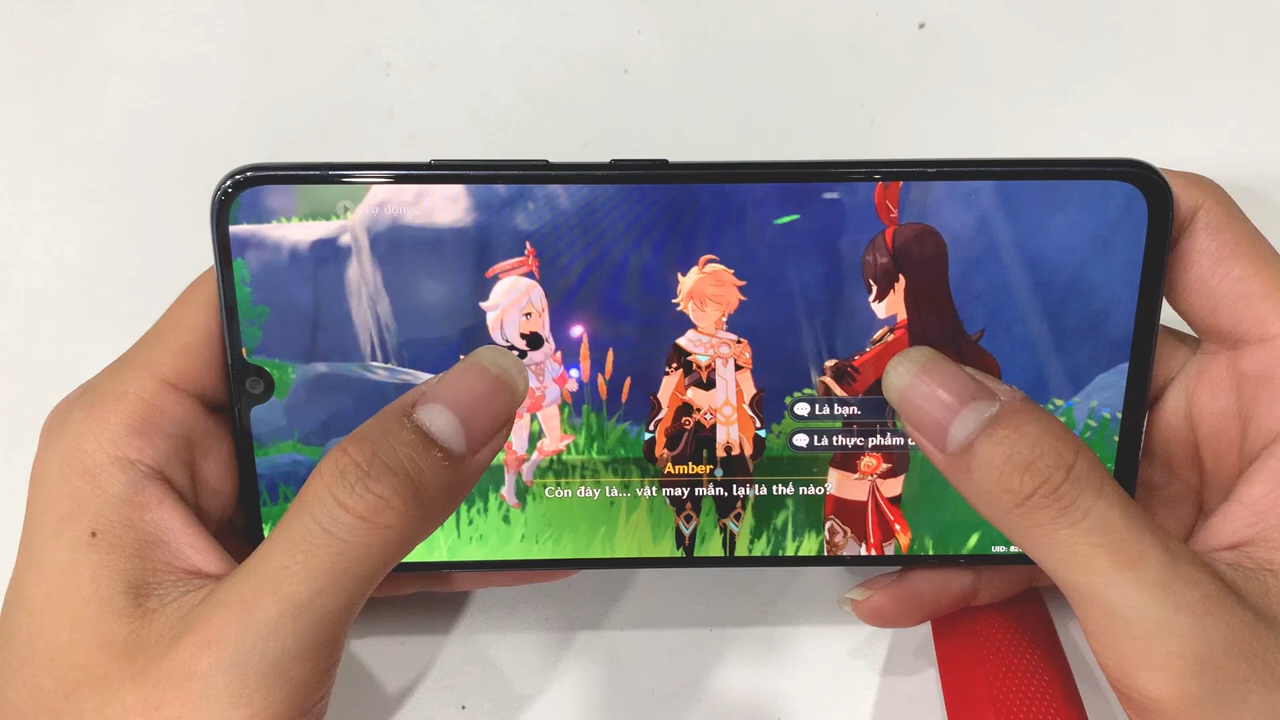 Tự động
Là bạn.
Là thực phẩm
Amber
Còn đây là... vật may mắn, lại là thế nào?
UID: 82